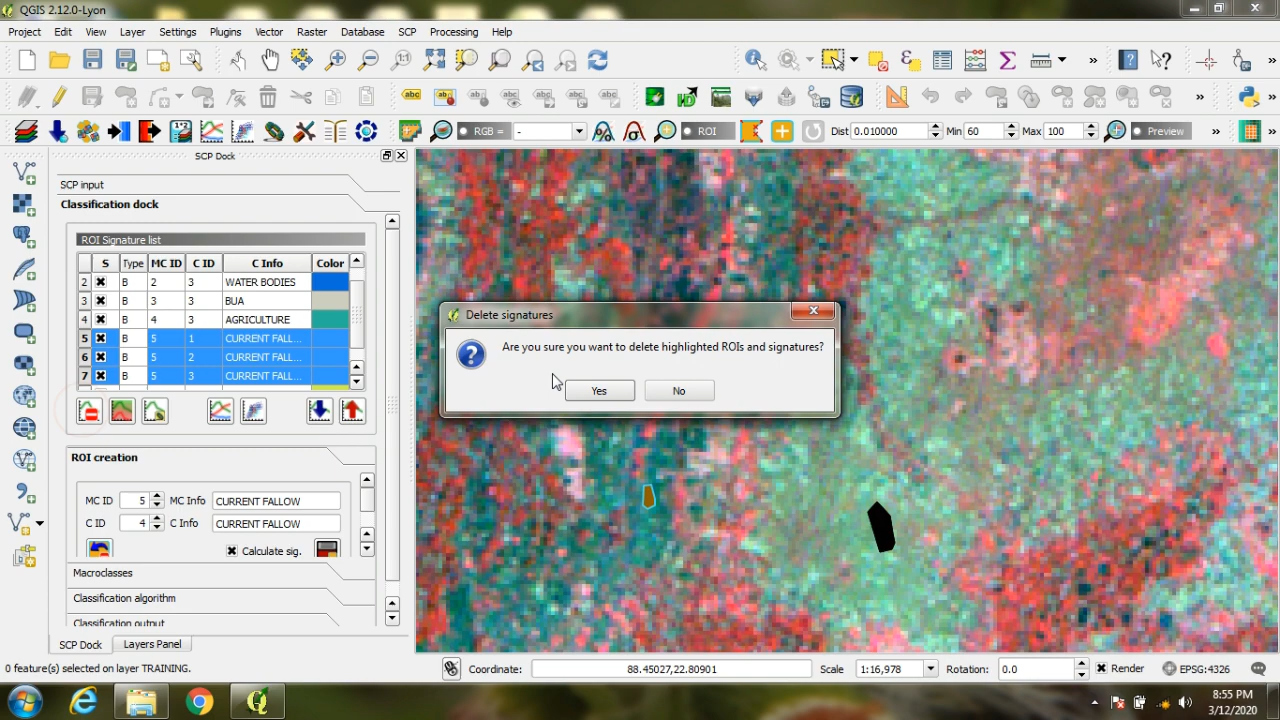 QGIS 2.12.0-Lyon
Project Edit View Layer Settings Plugins Vector Raster Database SCP Processing Help
RGB = - ROI Dist 0.010000 Min 60 Max 100 Preview
SCP Dock
SCP input
Classification dock
ROI Signature list
S Type MC ID C ID C Info Color
2 B 2 3 WATER BODIES
3 B 3 3 BUA
4 B 4 3 AGRICULTURE
5 B 5 1 CURRENT FALL...
6 B 5 2 CURRENT FALL...
7 B 5 3 CURRENT FALL...
Delete signatures
Are you sure you want to delete highlighted ROIs and signatures?
Yes No
ROI creation
MC ID 5 MC Info CURRENT FALLOW
C ID 4 C Info CURRENT FALLOW
Calculate sig.
Macroclasses
Classification algorithm
Classification output
SCP Dock Layers Panel
0 feature(s) selected on layer TRAINING.
Coordinate: 88.45027,22.80901 Scale 1:16,978 Rotation: 0.0 Render EPSG:4326
8:55 PM
3/12/2020